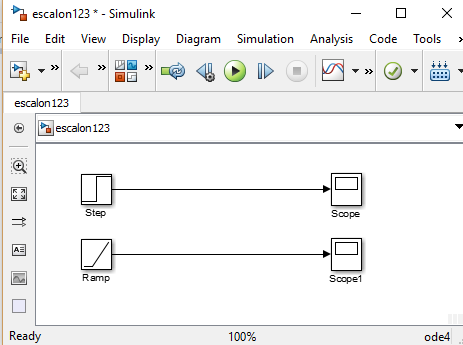 escalon123 * - Simulink
File Edit View Display Diagram Simulation Analysis Code Tools »
» » »
escalon123
escalon123
Step
Scope
Ramp
Scope1
A
Ready 100% ode4